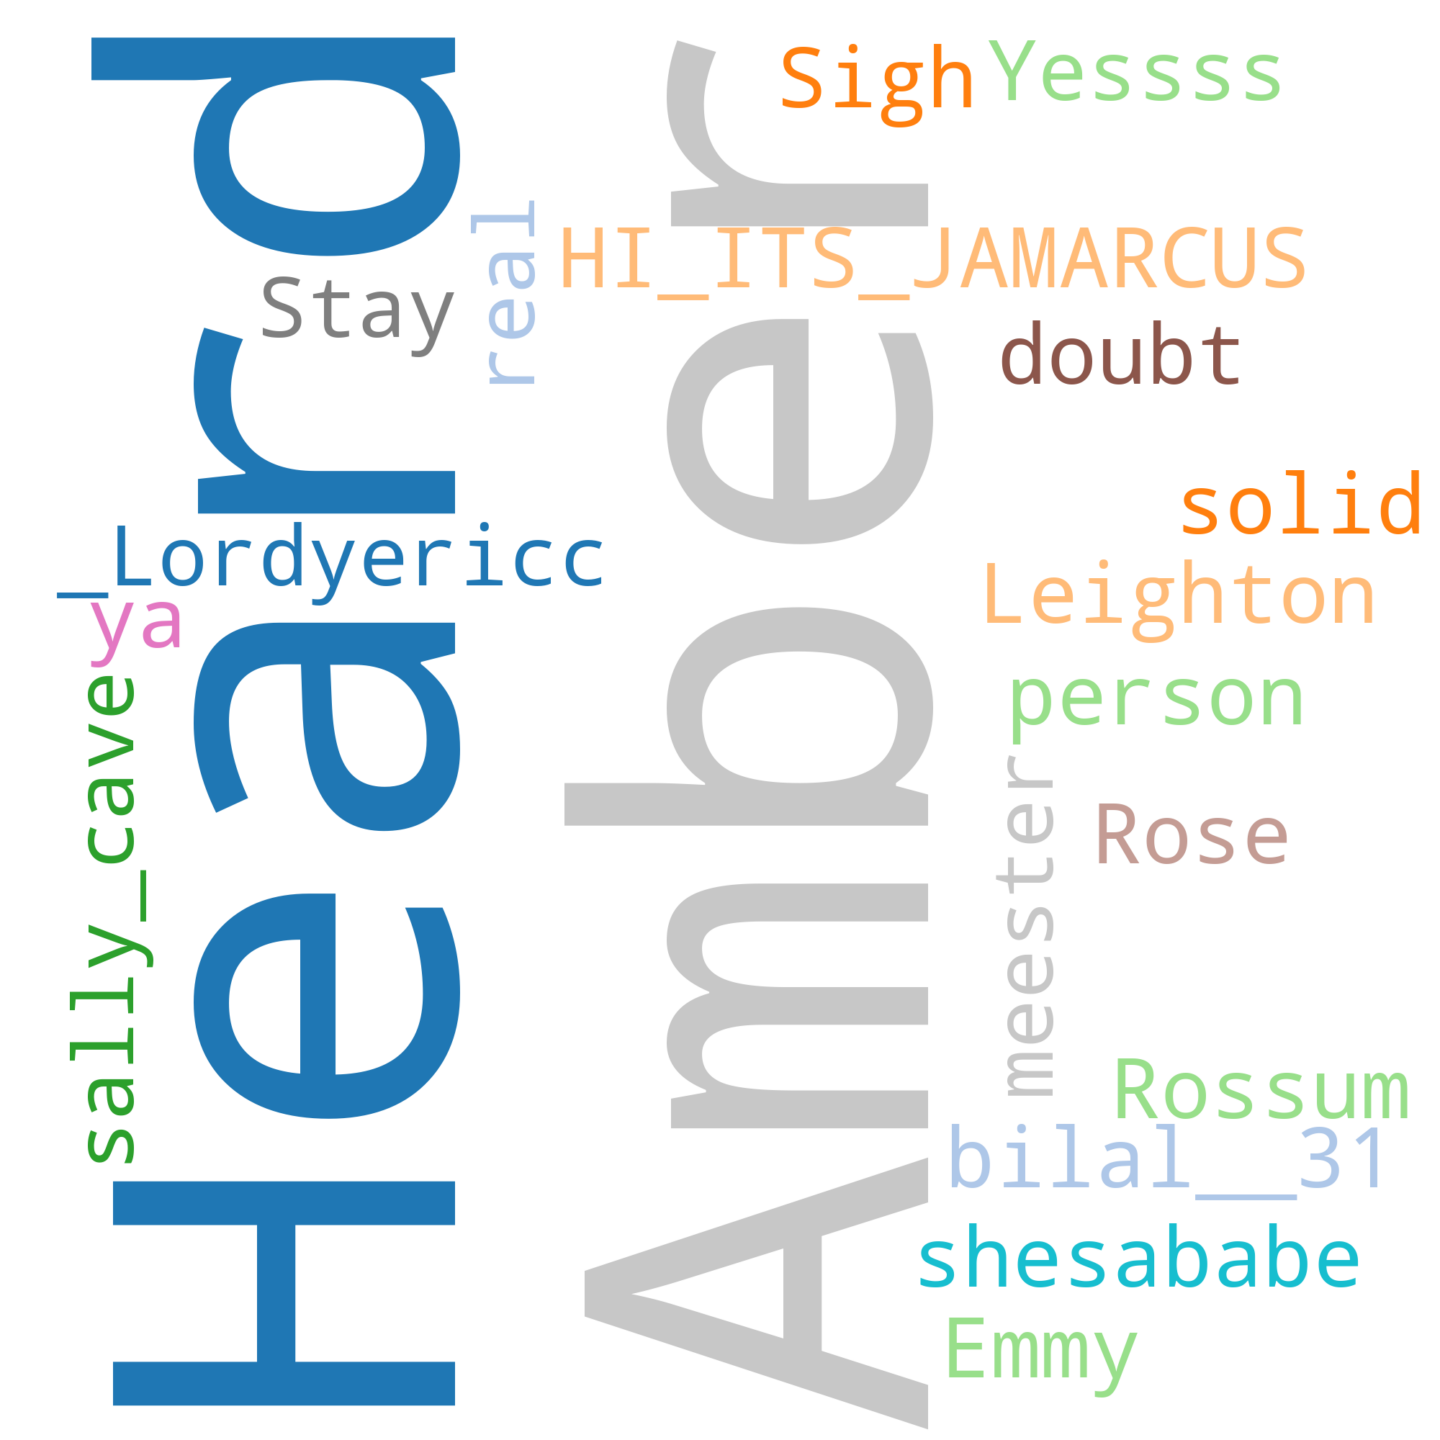 Heard
Amber
Sigh
Yessss
real
HI_ITS_JAMARCUS
Stay
doubt
solid
_Lordyericc
Leighton
ya
person
sally_cave
meester
Rose
Rossum
bilal__31
shesababe
Emmy